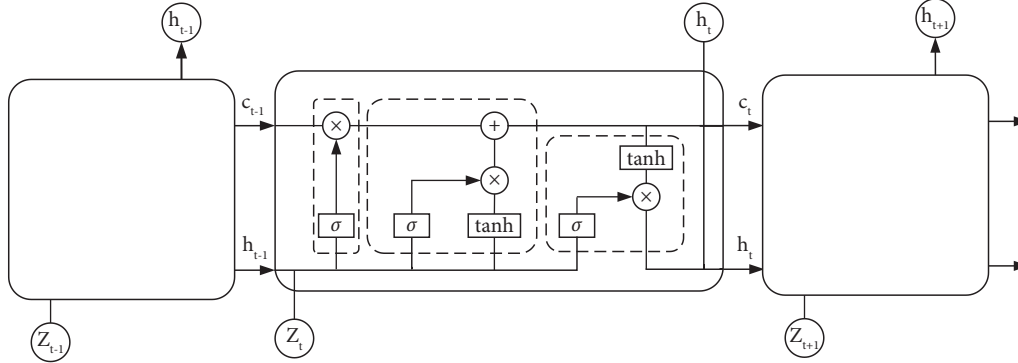 h_{t-1}
h_t
h_{t+1}
c_{t-1}
×
+
c_t
tanh
×
×
σ
σ
tanh
σ
h_{t-1}
h_t
Z_{t-1}
Z_t
Z_{t+1}